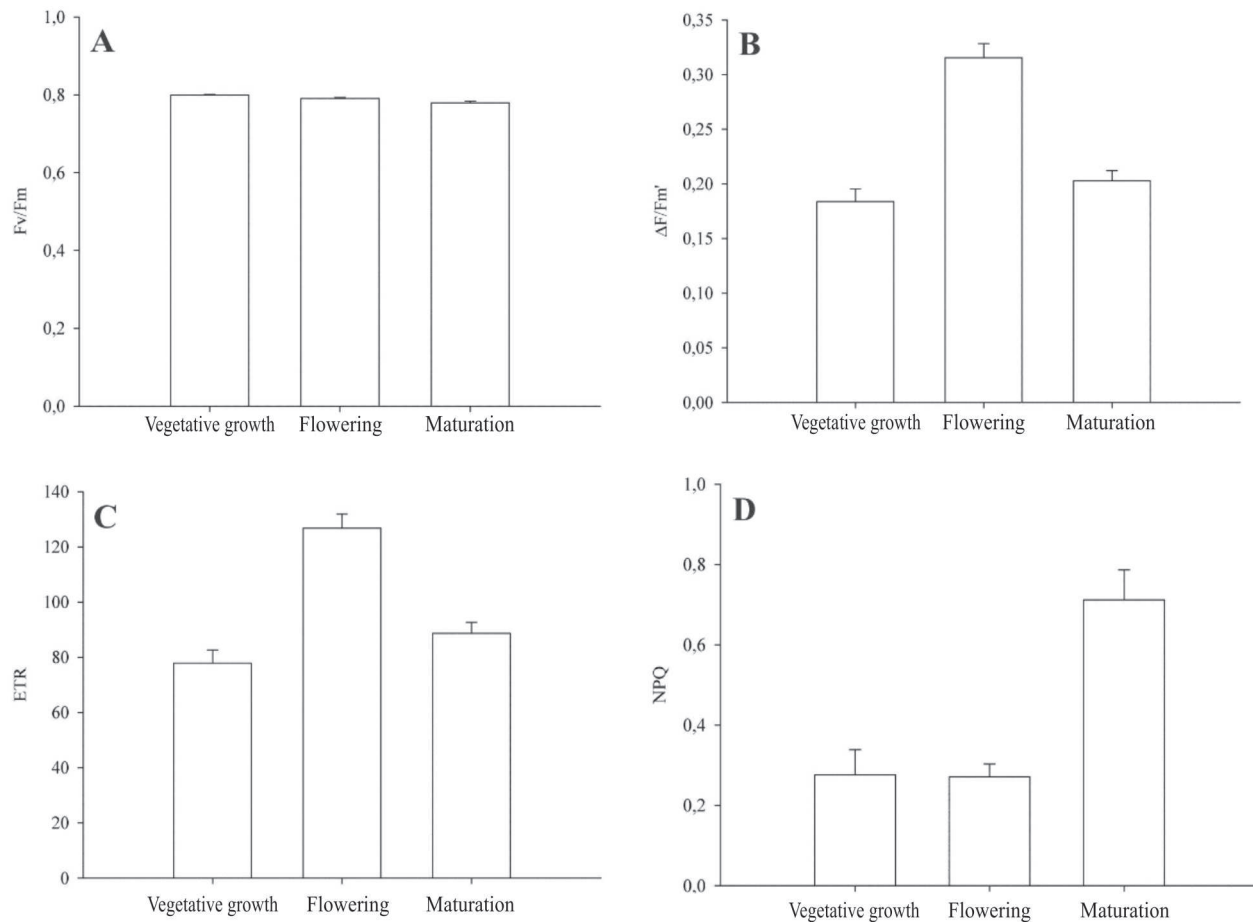 A
1,0
0,8
0,6
0,4
0,2
0,0
Fv/Fm
Vegetative growth Flowering Maturation
B
0,35
0,30
0,25
0,20
0,15
0,10
0,05
0,00
ΔF/Fm'
Vegetative growth Flowering Maturation
C
140
120
100
80
60
40
20
0
ETR
Vegetative growth Flowering Maturation
D
1,0
0,8
0,6
0,4
0,2
0,0
NPQ
Vegetative growth Flowering Maturation